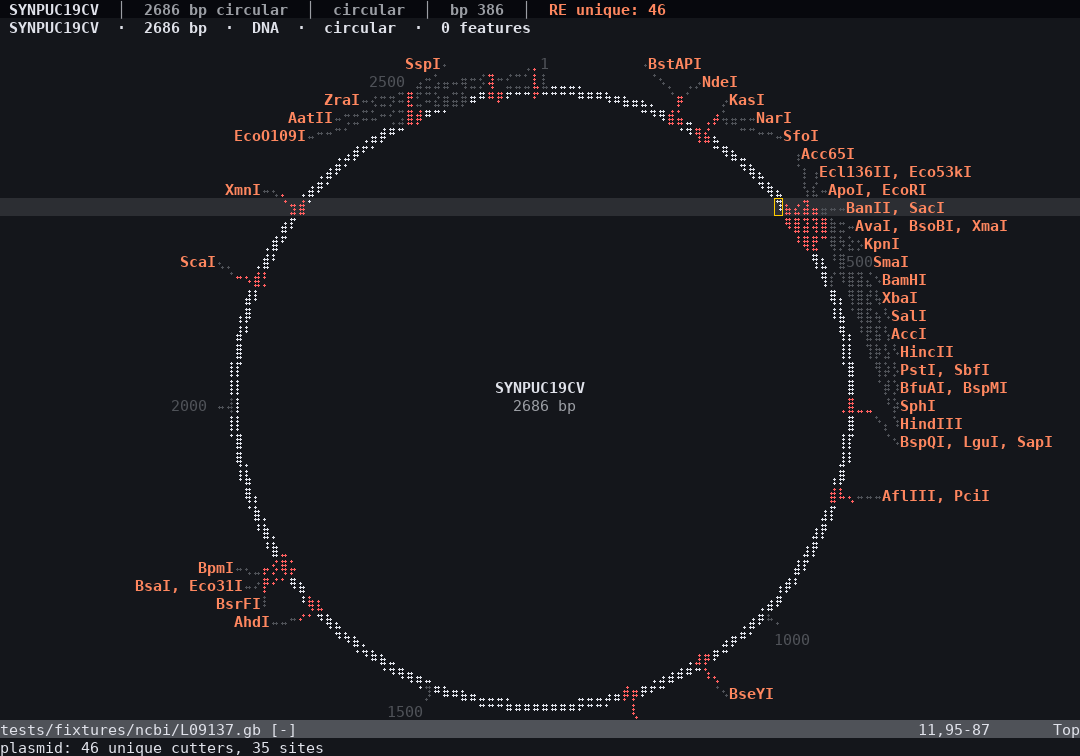 SYNPUC19CV │ 2686 bp circular │ circular │ bp 386 │ RE unique: 46
SYNPUC19CV · 2686 bp · DNA · circular · 0 features
SspI 1 BstAPI
2500 NdeI
ZraI KasI
AatII NarI
EcoO109I SfoI
Acc65I
Ecl136II, Eco53kI
XmnI ApoI, EcoRI
BanII, SacI
AvaI, BsoBI, XmaI
KpnI
ScaI 500 SmaI
BamHI
XbaI
SalI
AccI
HincII
PstI, SbfI
SYNPUC19CV BfuAI, BspMI
2000 2686 bp SphI
HindIII
BspQI, LguI, SapI
AflIII, PciI
BpmI
BsaI, Eco31I
BsrFI
AhdI
1000
BseYI
1500
tests/fixtures/ncbi/L09137.gb [-] 11,95-87 Top
plasmid: 46 unique cutters, 35 sites